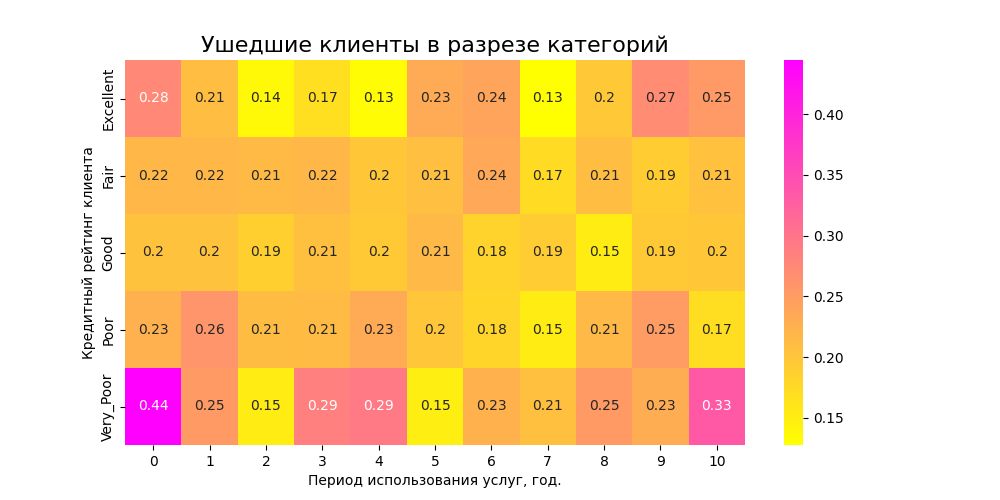 Ушедшие клиенты в разрезе категорий
Кредитный рейтинг клиента
Excellent 0.28 0.21 0.14 0.17 0.13 0.23 0.24 0.13 0.2 0.27 0.25
Fair 0.22 0.22 0.21 0.22 0.2 0.21 0.24 0.17 0.21 0.19 0.21
Good 0.2 0.2 0.19 0.21 0.2 0.21 0.18 0.19 0.15 0.19 0.2
Poor 0.23 0.26 0.21 0.21 0.23 0.2 0.18 0.15 0.21 0.25 0.17
Very_Poor 0.44 0.25 0.15 0.29 0.29 0.15 0.23 0.21 0.25 0.23 0.33
0 1 2 3 4 5 6 7 8 9 10
Период использования услуг, год.
0.40
0.35
0.30
0.25
0.20
0.15